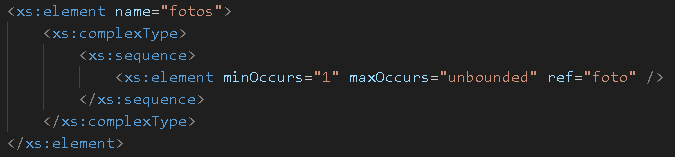 <xs:element name="fotos">
<xs:complexType>
<xs:sequence>
<xs:element minOccurs="1" maxOccurs="unbounded" ref="foto" />
</xs:sequence>
</xs:complexType>
</xs:element>